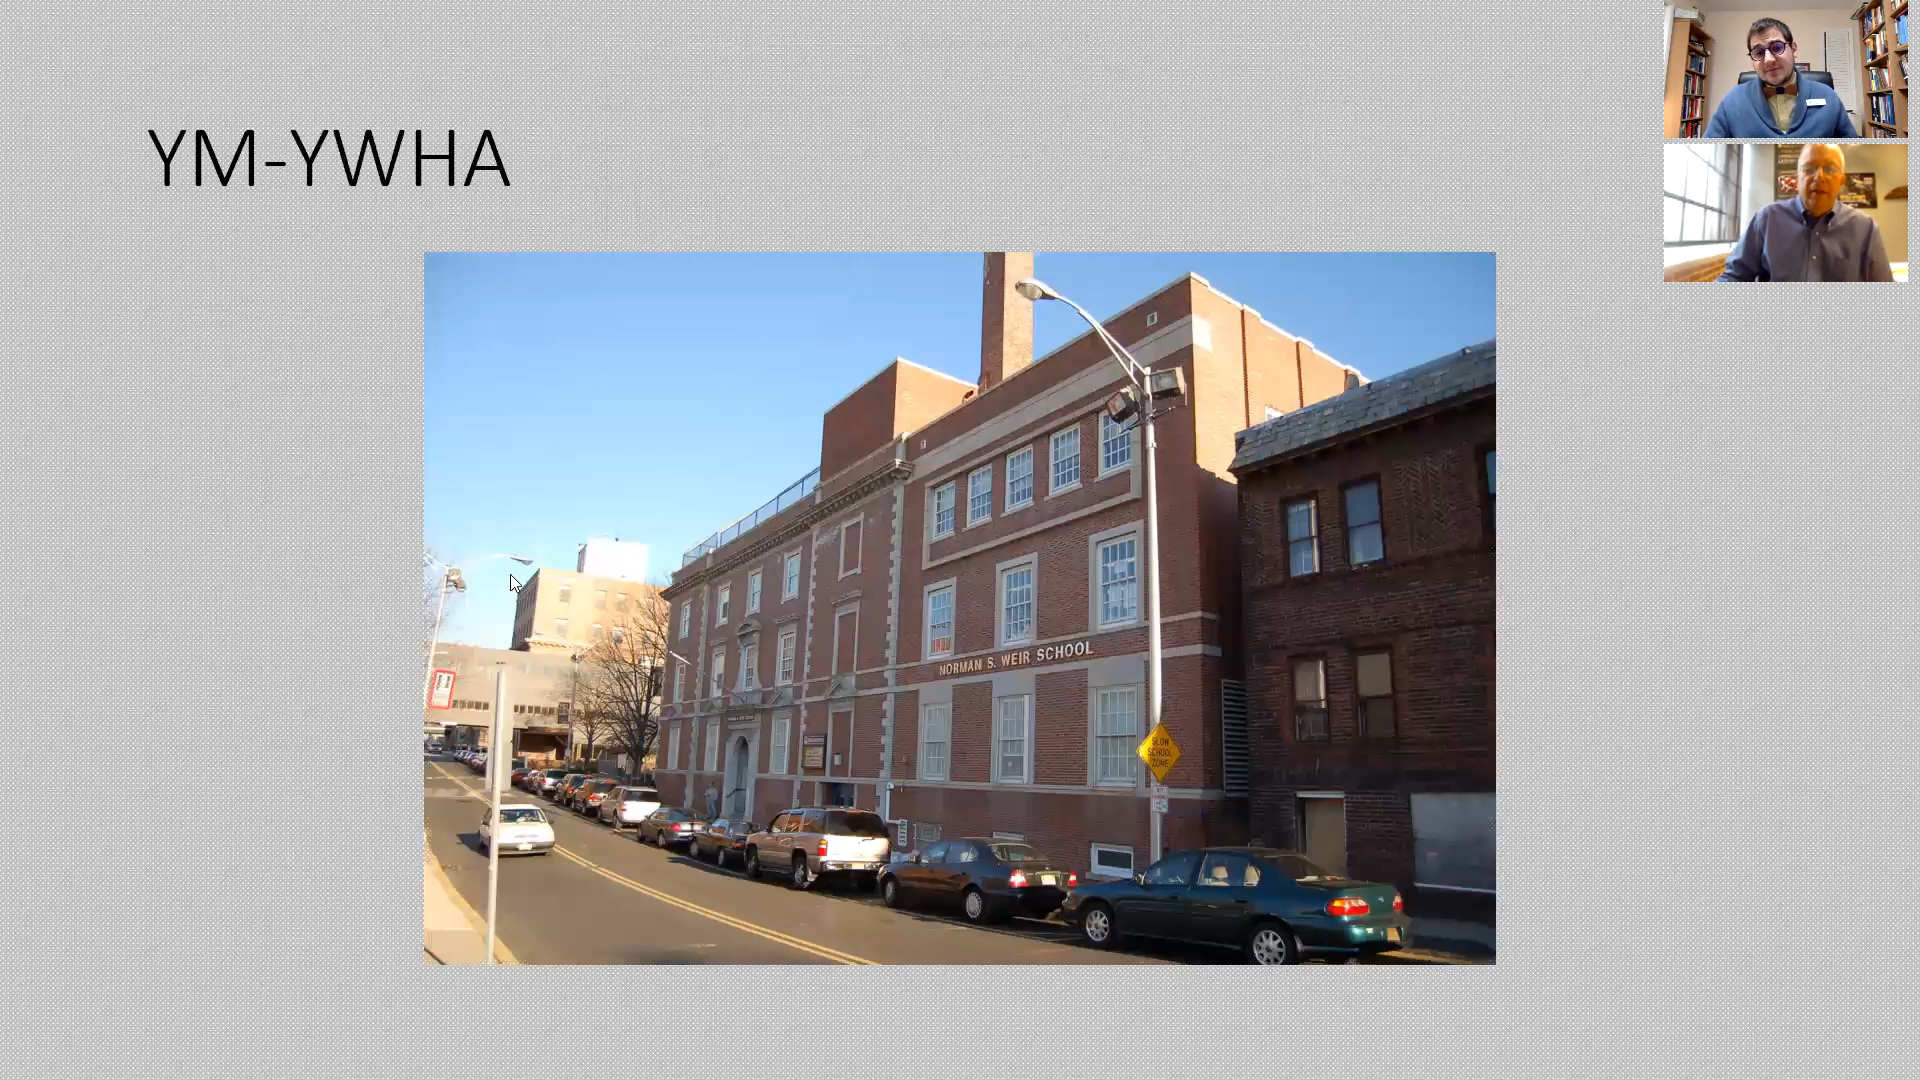 YM-YWHA
NORMAN S. WEIR SCHOOL
SLOW
SCHOOL
ZONE